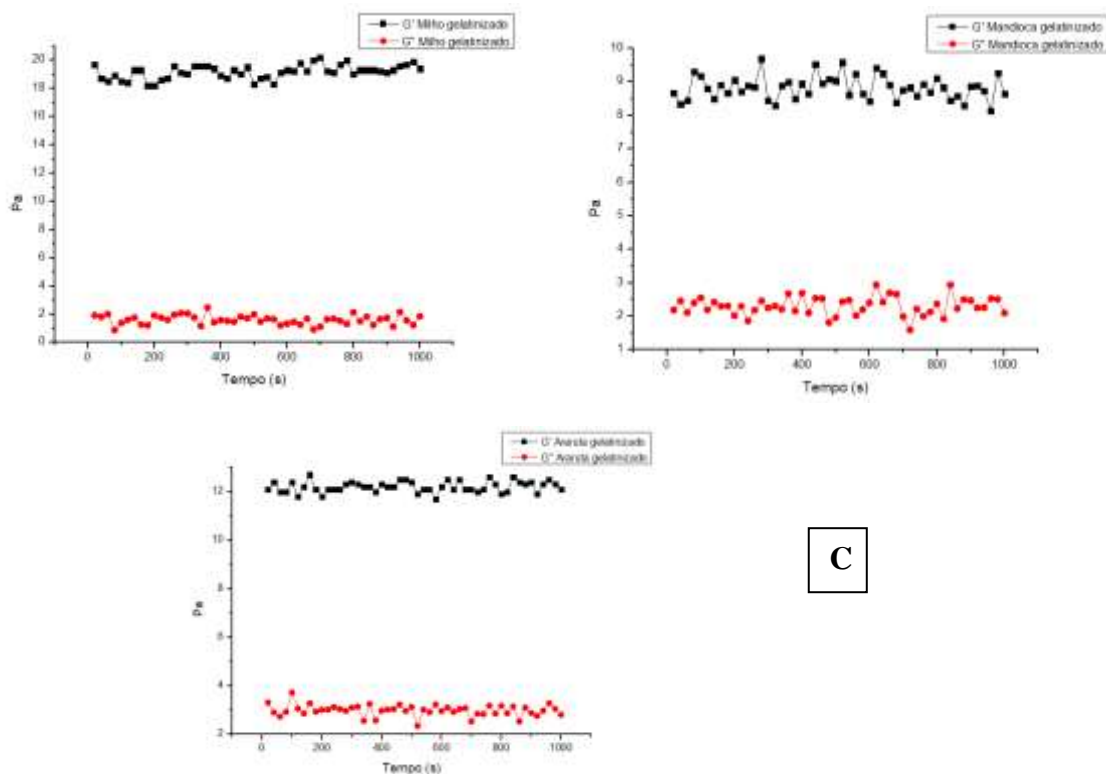 G' Milho gelatinizado
G" Milho gelatinizado
20
18
16
14
12
10
8
6
4
2
0
Pa
0 200 400 600 800 1000
Tempo (s)
G' Mandioca gelatinizado
G" Mandioca gelatinizado
10
9
8
7
6
5
4
3
2
1
Pa
0 200 400 600 800 1000
Tempo (s)
G' Araruta gelatinizado
G" Araruta gelatinizado
12
10
8
6
4
2
Pa
0 200 400 600 800 1000
Tempo (s)
C